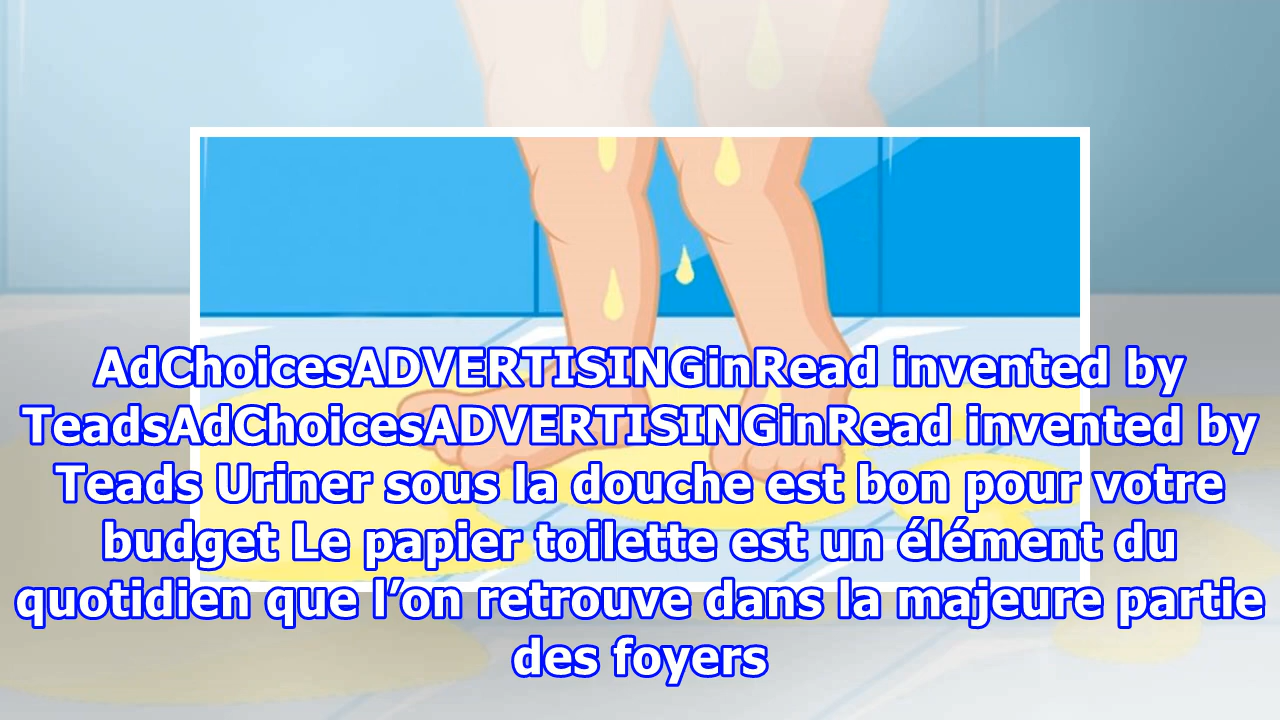 AdChoicesADVERTISINGinRead invented by
TeadsAdChoicesADVERTISINGinRead invented by
Teads Uriner sous la douche est bon pour votre
budget Le papier toilette est un élément du
quotidien que l’on retrouve dans la majeure partie
des foyers